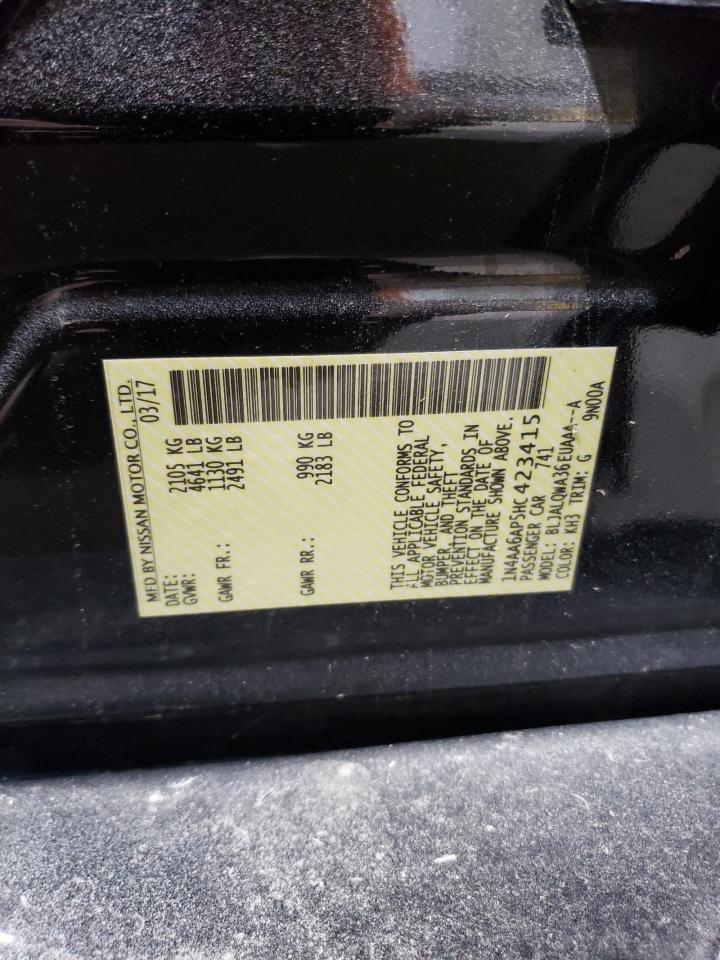 MFD BY NISSAN MOTOR CO., LTD.
DATE: 03/17
GVWR: 2105 KG
4641 LB
GAWR FR.: 1130 KG
2491 LB
GAWR RR.: 990 KG
2183 LB
THIS VEHICLE CONFORMS TO
ALL APPLICABLE FEDERAL
MOTOR VEHICLE SAFETY,
BUMPER, AND THEFT
PREVENTION STANDARDS IN
EFFECT ON THE DATE OF
MANUFACTURE SHOWN ABOVE.
1N4AA6AP5HC423415
PASSENGER CAR 741
MODEL: BLJALQWA36EUAAA--A
COLOR: KH3 TRIM: G 9N00A